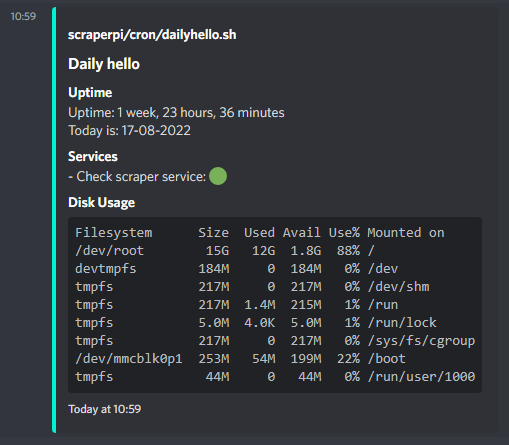 10:59
scraperpi/cron/dailyhello.sh
Daily hello
Uptime
Uptime: 1 week, 23 hours, 36 minutes
Today is: 17-08-2022
Services
- Check scraper service:
Disk Usage
Filesystem      Size  Used Avail Use% Mounted on
/dev/root        15G   12G  1.8G  88% /
devtmpfs        184M     0  184M   0% /dev
tmpfs           217M     0  217M   0% /dev/shm
tmpfs           217M  1.4M  215M   1% /run
tmpfs           5.0M  4.0K  5.0M   1% /run/lock
tmpfs           217M     0  217M   0% /sys/fs/cgroup
/dev/mmcblk0p1  253M   54M  199M  22% /boot
tmpfs            44M     0   44M   0% /run/user/1000
Today at 10:59